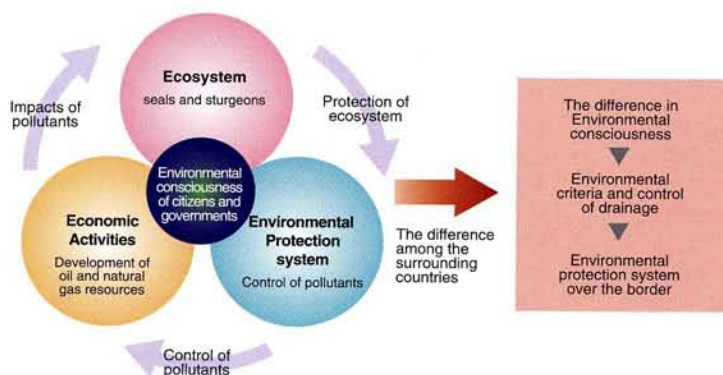 Ecosystem
seals and sturgeons
Impacts of
pollutants
Protection of
ecosystem
Environmental
consciousness
of citizens and
governments
Economic
Activities
Development of
oil and natural
gas resources
Environmental
Protection
system
Control of pollutants
Control of
pollutants
The difference
among the
surrounding
countries
The difference in
Environmental
consciousness
Environmental
criteria and control
of drainage
Environmental
protection system
over the border